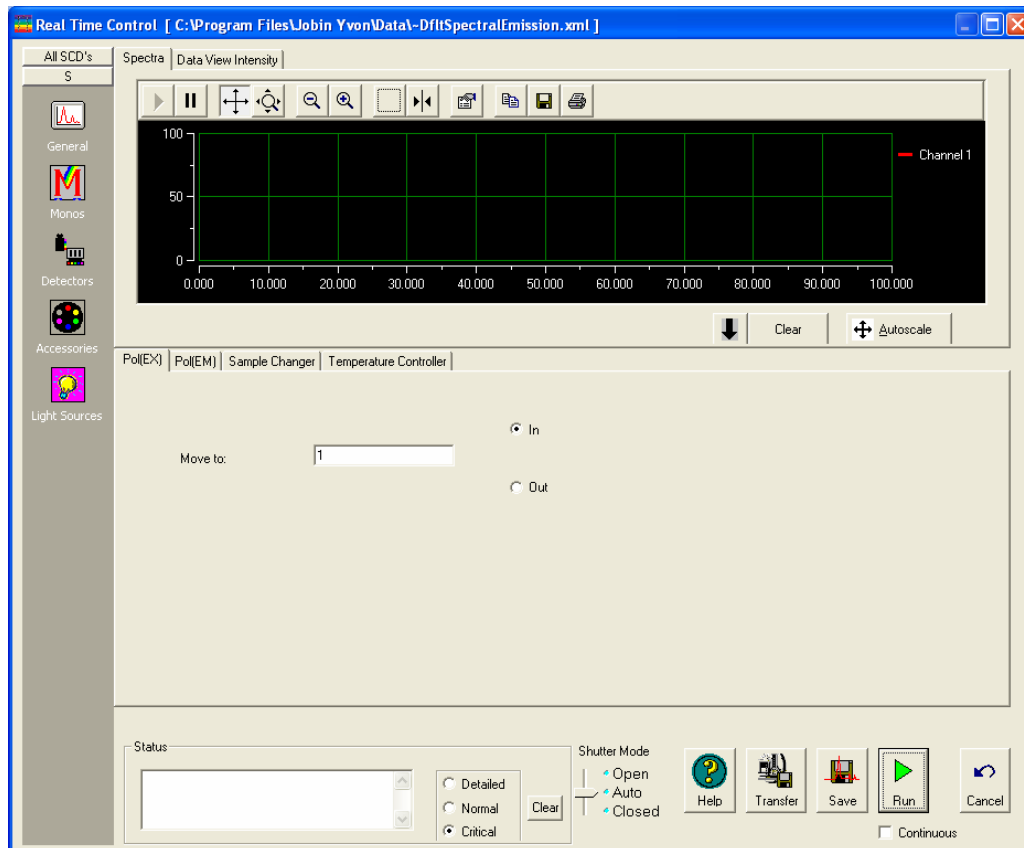 Real Time Control [ C:\Program Files\Jobin Yvon\Data\~DfltSpectralEmission.xml ]
All SCD's
S
General
Monos
Detectors
Accessories
Light Sources
Spectra
Data View Intensity
100
50
0
0.000 10.000 20.000 30.000 40.000 50.000 60.000 70.000 80.000 90.000 100.000
Channel 1
Clear
Autoscale
Pol(EX)
Pol(EM)
Sample Changer
Temperature Controller
Move to:
1
In
Out
Status
Detailed
Normal
Critical
Clear
Shutter Mode
Open
Auto
Closed
Help
Transfer
Save
Run
Cancel
Continuous